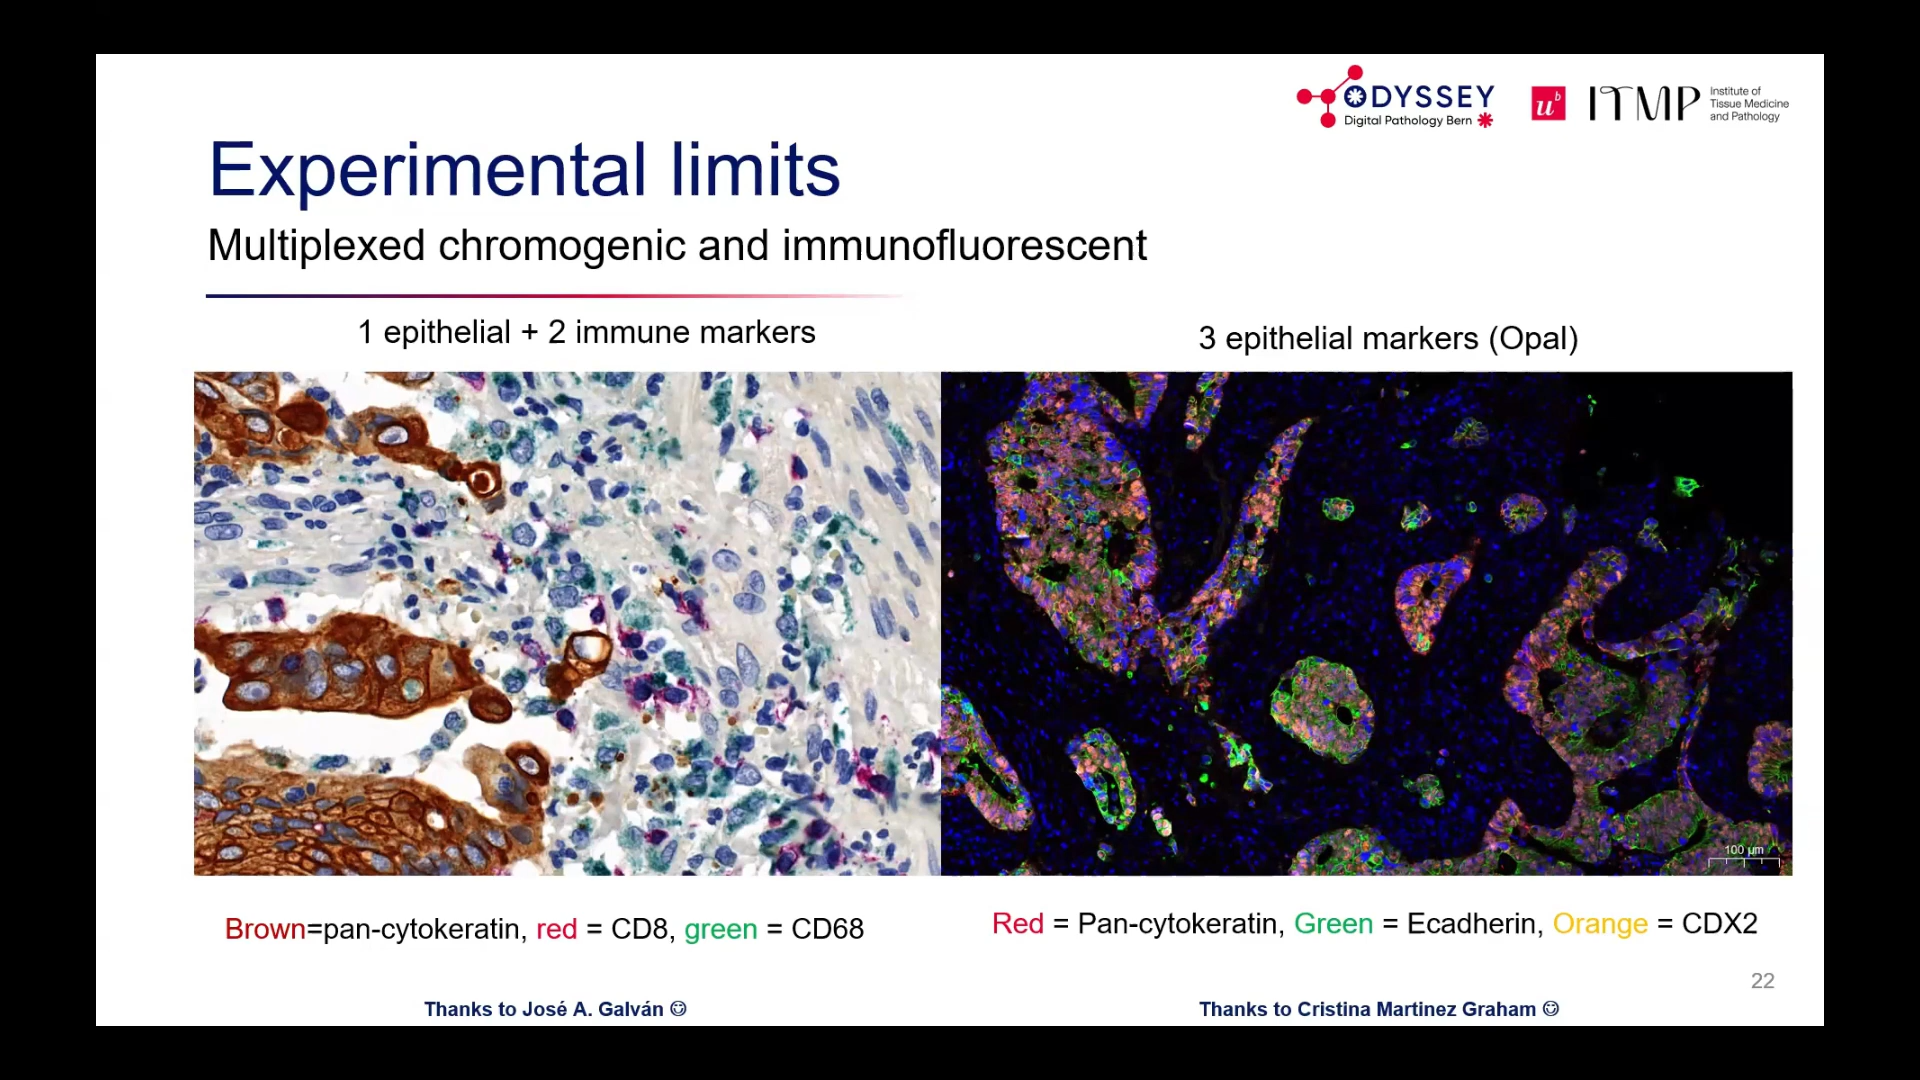 ODYSSEY
Digital Pathology Bern
u b
ITMP
Institute of
Tissue Medicine
and Pathology
Experimental limits
Multiplexed chromogenic and immunofluorescent
1 epithelial + 2 immune markers
3 epithelial markers (Opal)
100 µm
Brown=pan-cytokeratin, red = CD8, green = CD68
Red = Pan-cytokeratin, Green = Ecadherin, Orange = CDX2
22
Thanks to José A. Galván ☺
Thanks to Cristina Martinez Graham ☺